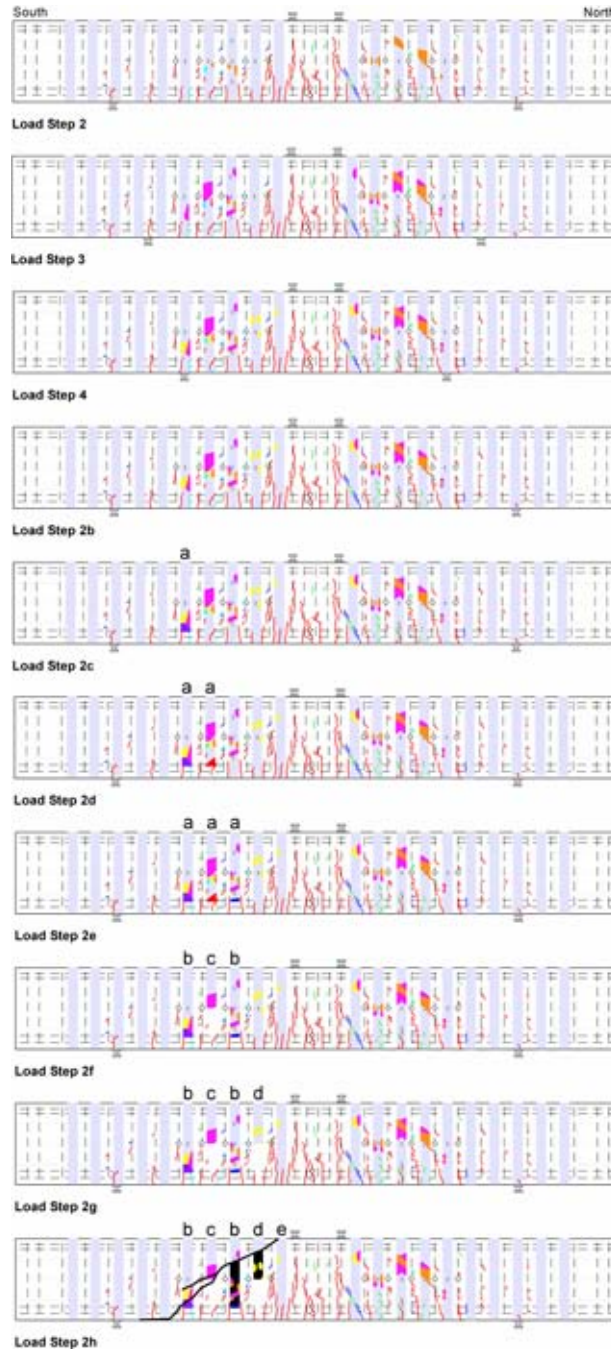 South North
Load Step 2
Load Step 3
Load Step 4
Load Step 2b
a
Load Step 2c
a a
Load Step 2d
a a a
Load Step 2e
b c b
Load Step 2f
b c b d
Load Step 2g
b c b d e
Load Step 2h